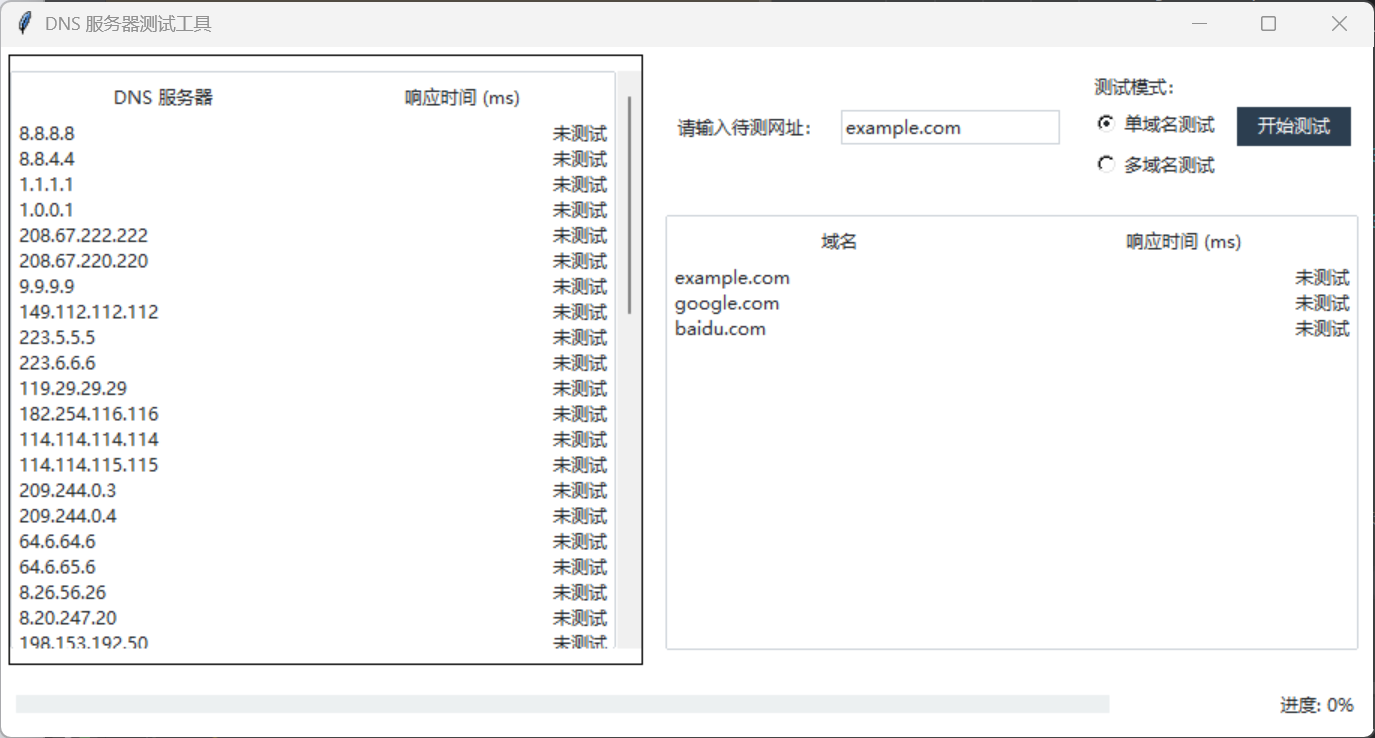 DNS 服务器测试工具
DNS 服务器 响应时间 (ms)
8.8.8.8 未测试
8.8.4.4 未测试
1.1.1.1 未测试
1.0.0.1 未测试
208.67.222.222 未测试
208.67.220.220 未测试
9.9.9.9 未测试
149.112.112.112 未测试
223.5.5.5 未测试
223.6.6.6 未测试
119.29.29.29 未测试
182.254.116.116 未测试
114.114.114.114 未测试
114.114.115.115 未测试
209.244.0.3 未测试
209.244.0.4 未测试
64.6.64.6 未测试
64.6.65.6 未测试
8.26.56.26 未测试
8.20.247.20 未测试
198.153.192.50 未测试
请输入待测网址： example.com
测试模式：
单域名测试
多域名测试
开始测试
域名 响应时间 (ms)
example.com 未测试
google.com 未测试
baidu.com 未测试
进度: 0%